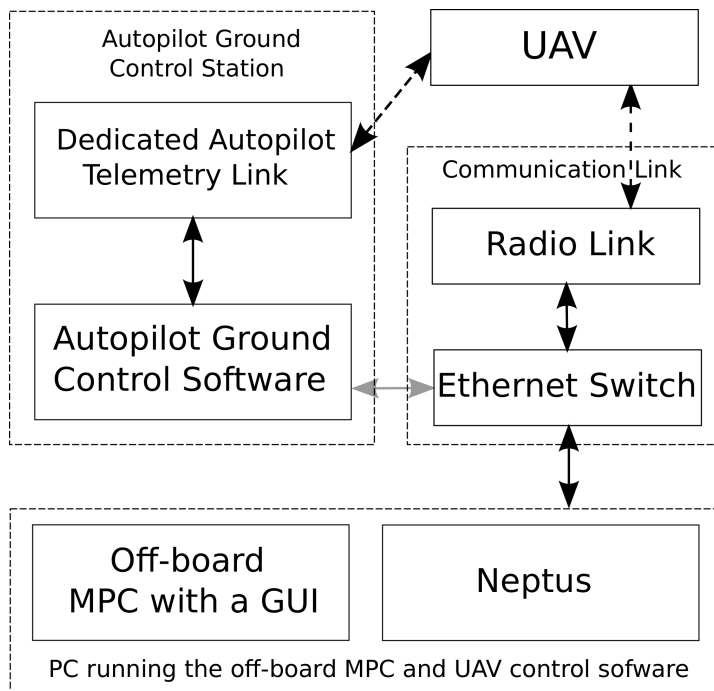 Autopilot Ground
Control Station
UAV
Dedicated Autopilot
Telemetry Link
Communication Link
Radio Link
Autopilot Ground
Control Software
Ethernet Switch
Off-board
MPC with a GUI
Neptus
PC running the off-board MPC and UAV control sofware